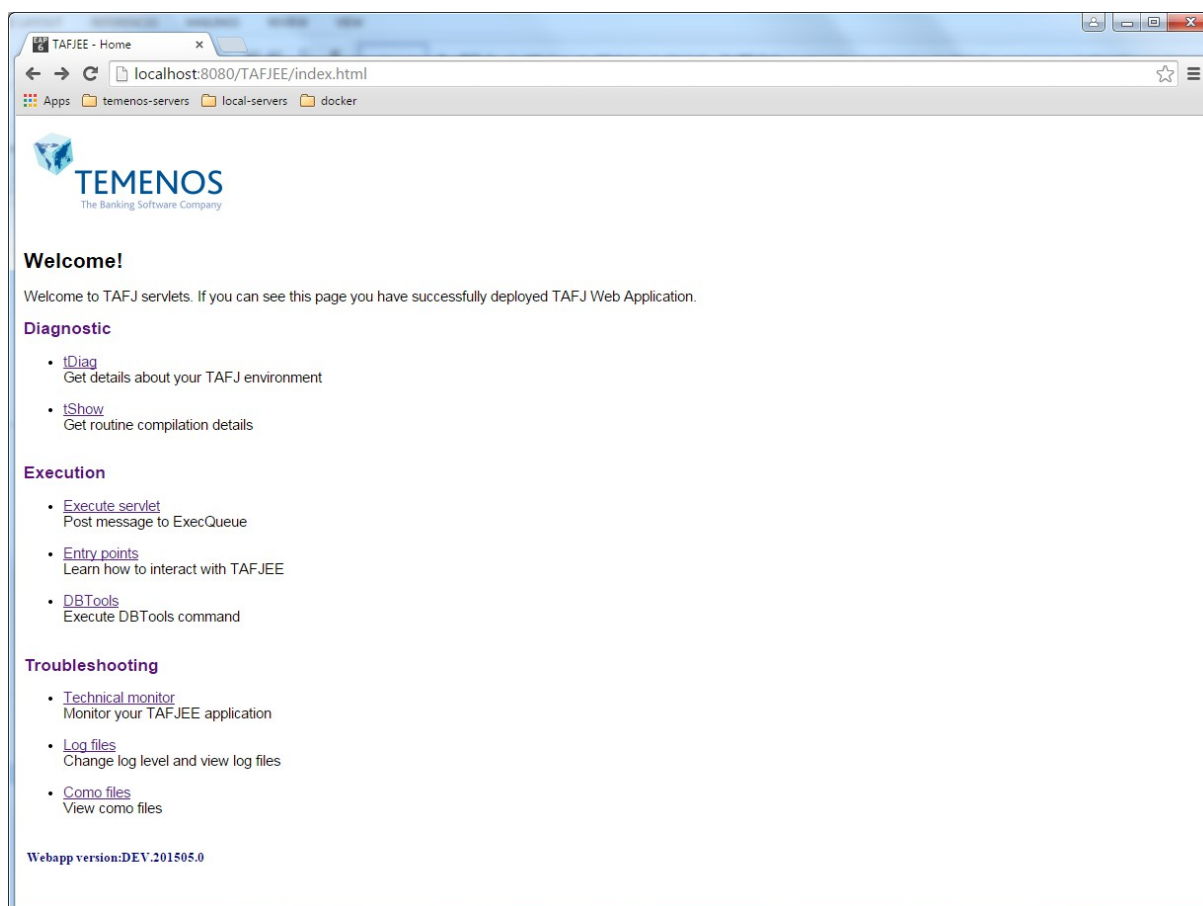 TAFJEE - Home
localhost:8080/TAFJEE/index.html
Apps temenos-servers local-servers docker
TEMENOS
The Banking Software Company
Welcome!
Welcome to TAFJ servlets. If you can see this page you have successfully deployed TAFJ Web Application.
Diagnostic
tDiag
Get details about your TAFJ environment
tShow
Get routine compilation details
Execution
Execute servlet
Post message to ExecQueue
Entry points
Learn how to interact with TAFJEE
DBTools
Execute DBTools command
Troubleshooting
Technical monitor
Monitor your TAFJEE application
Log files
Change log level and view log files
Como files
View como files
Webapp version:DEV.201505.0